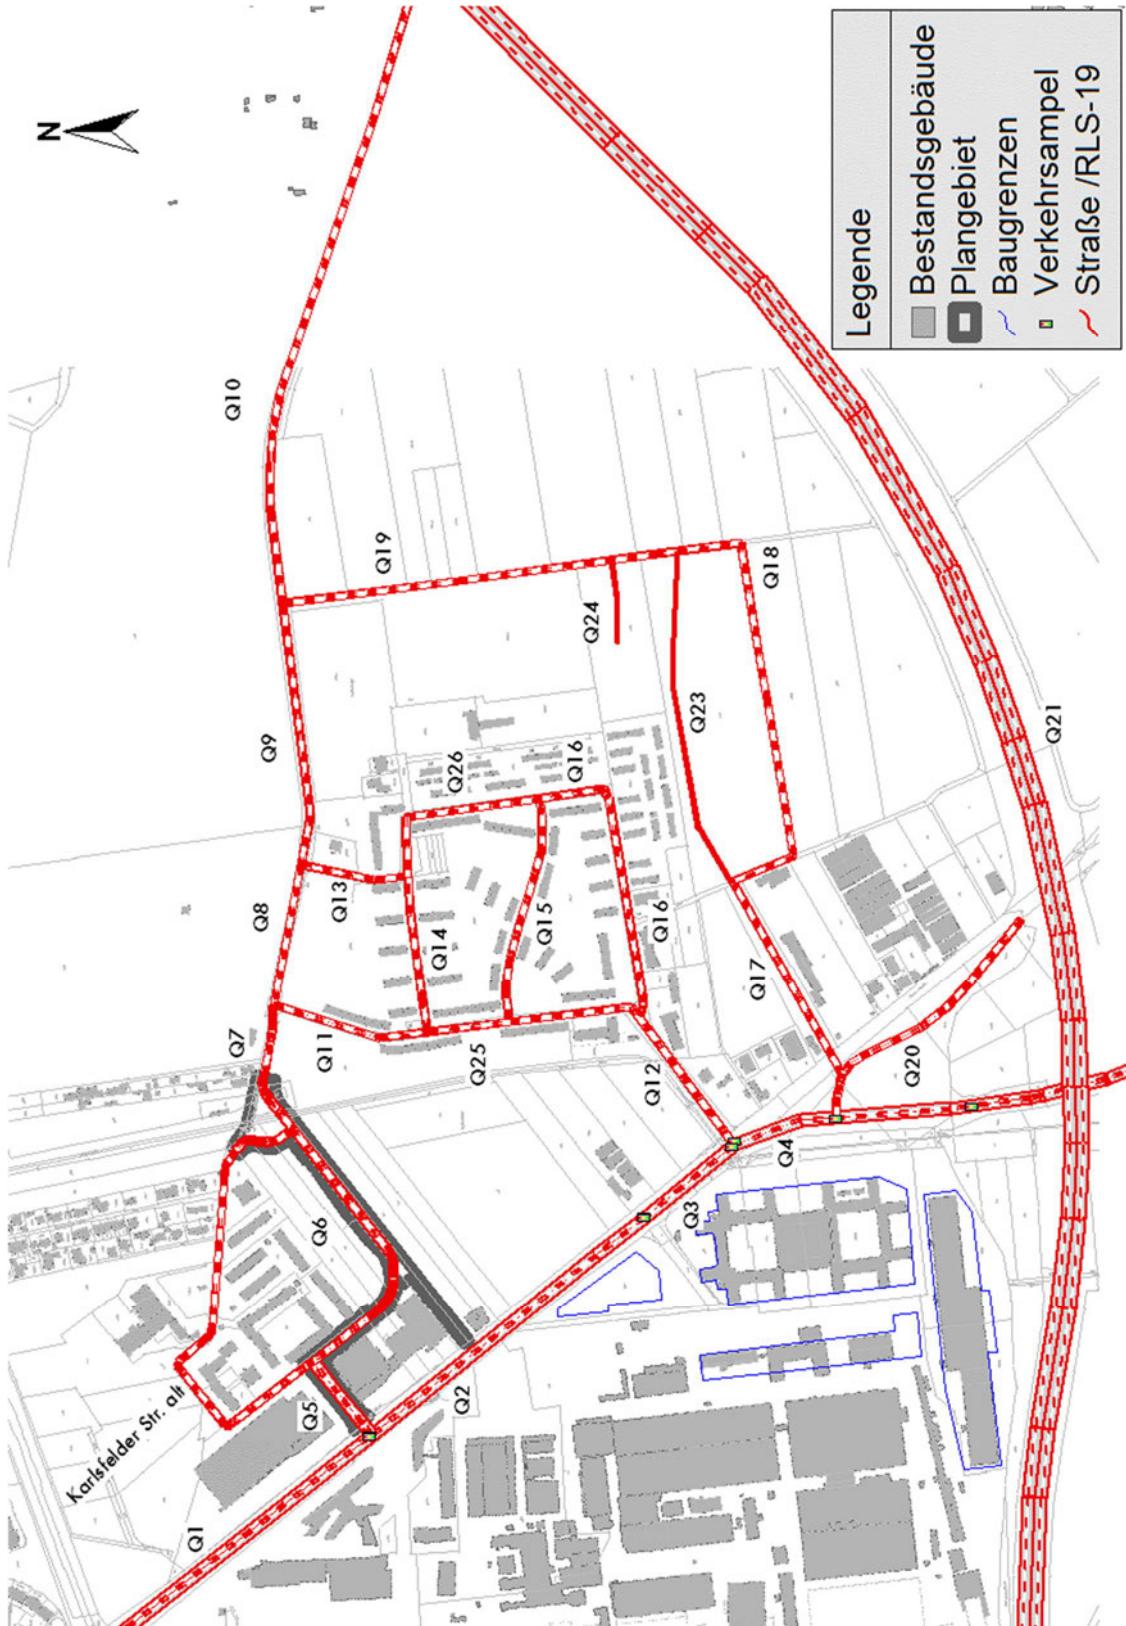 N
Karlsfelder Str. alt
Q1
Q2
Q3
Q4
Q5
Q6
Q7
Q8
Q9
Q10
Q11
Q12
Q13
Q14
Q15
Q16
Q16
Q17
Q18
Q19
Q20
Q21
Q23
Q24
Q25
Q26
Legende
Bestandsgebäude
Plangebiet
Baugrenzen
Verkehrsampel
Straße /RLS-19